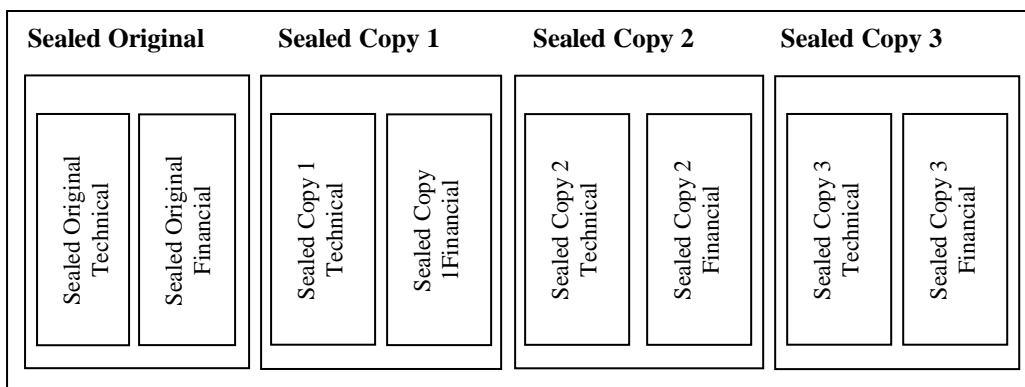 Sealed Original
Sealed Copy 1
Sealed Copy 2
Sealed Copy 3
Sealed Original
Technical
Sealed Original
Financial
Sealed Copy 1
Technical
Sealed Copy
1Financial
Sealed Copy 2
Technical
Sealed Copy 2
Financial
Sealed Copy 3
Technical
Sealed Copy 3
Financial